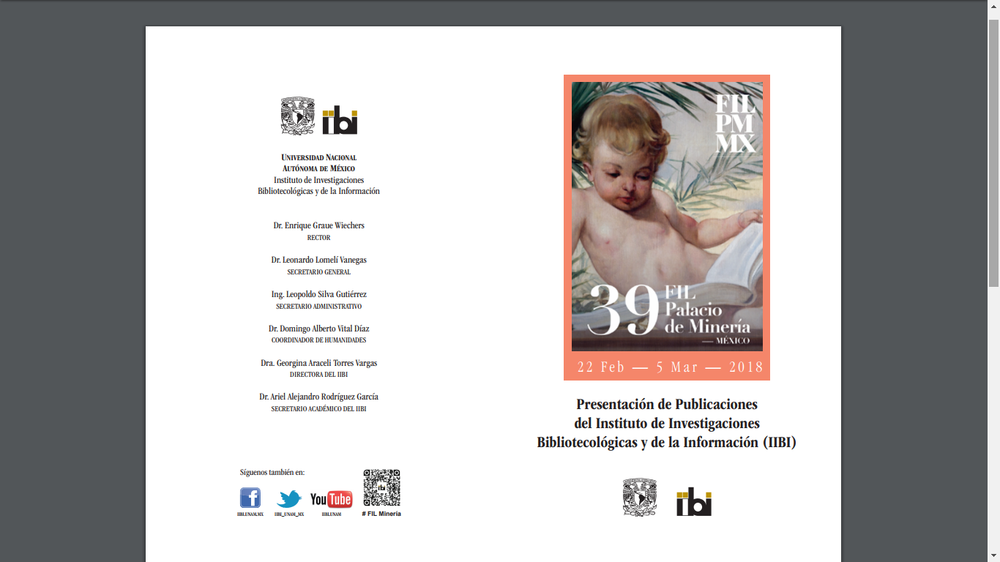 iibi
UNIVERSIDAD NACIONAL
AUTÓNOMA DE MÉXICO
Instituto de Investigaciones
Bibliotecológicas y de la Información
Dr. Enrique Graue Wiechers
RECTOR
Dr. Leonardo Lomelí Vanegas
SECRETARIO GENERAL
Ing. Leopoldo Silva Gutiérrez
SECRETARIO ADMINISTRATIVO
Dr. Domingo Alberto Vital Díaz
COORDINADOR DE HUMANIDADES
Dra. Georgina Araceli Torres Vargas
DIRECTORA DEL IIBI
Dr. Ariel Alejandro Rodríguez García
SECRETARIO ACADÉMICO DEL IIBI
Síguenos también en:
f
YouTube
iibi
IIBI.UNAM.MX
IIBI_UNAM_MX
IIBI.UNAM
# FIL Mineria
FIL
PM
MX
39 FIL
Palacio
de Minería
— MÉXICO
22 Feb — 5 Mar — 2018
Presentación de Publicaciones
del Instituto de Investigaciones
Bibliotecológicas y de la Información (IIBI)
iibi